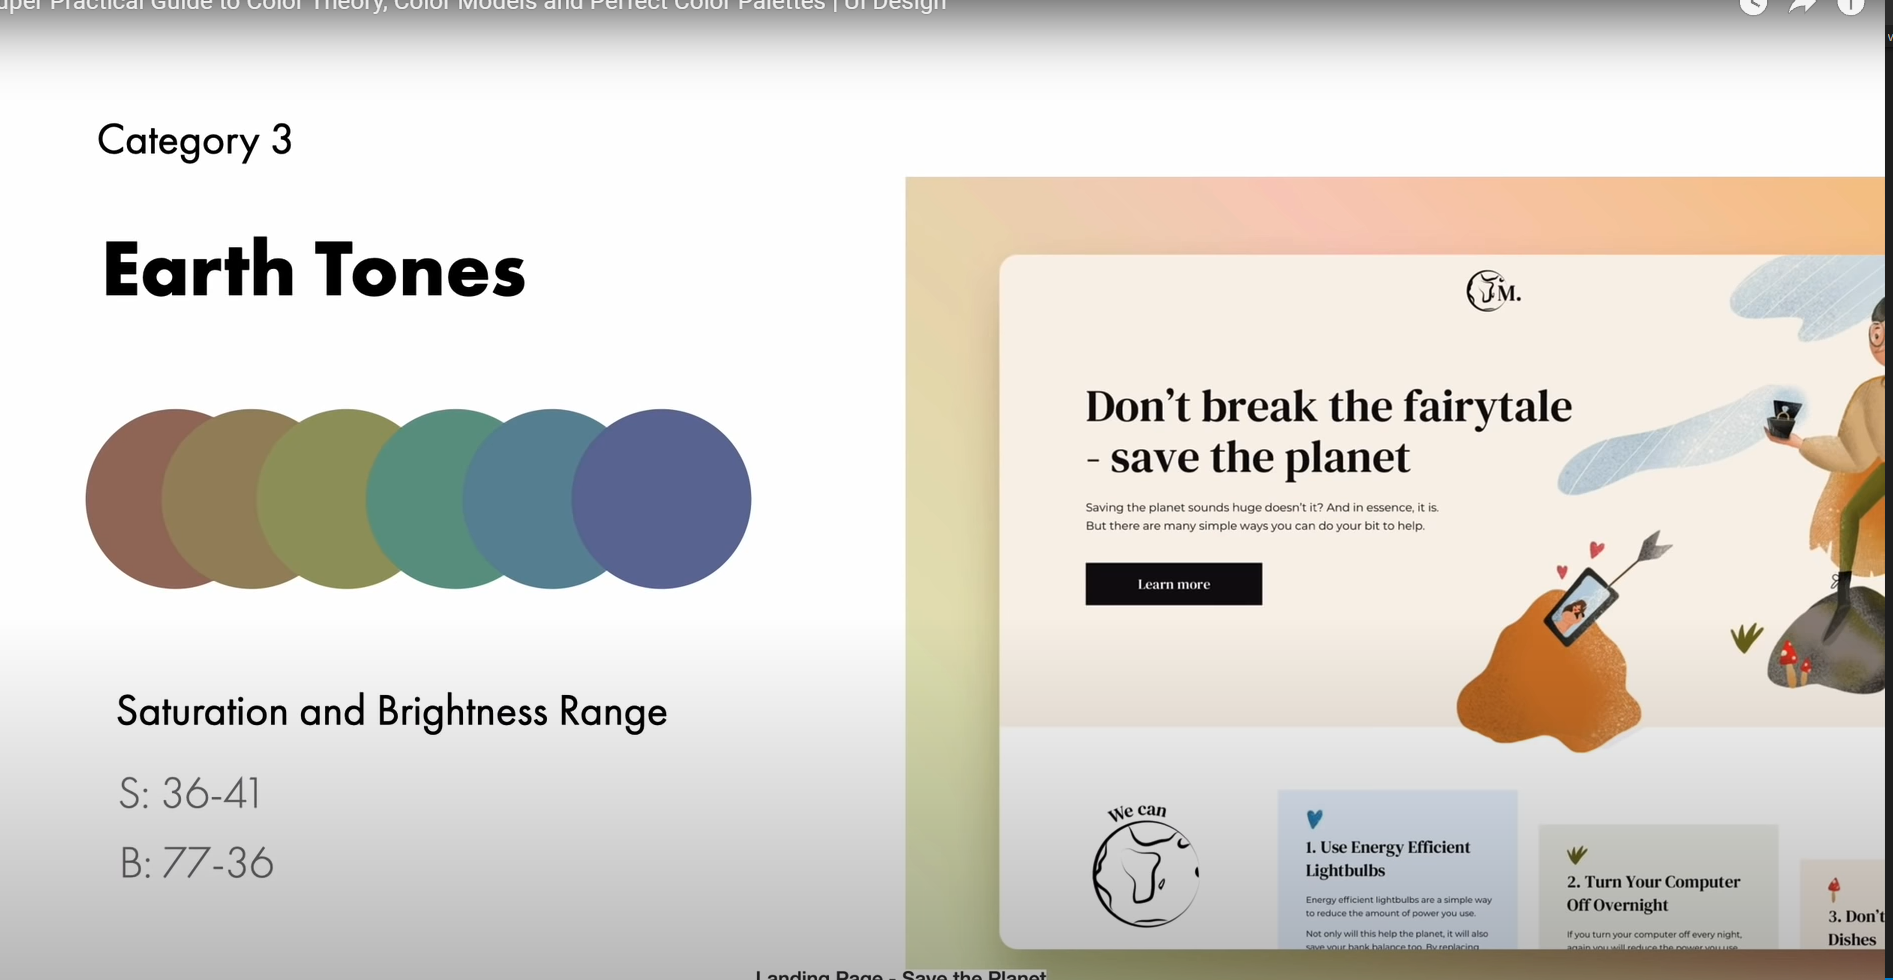 uper Practical Guide to Color Theory, Color Models and Perfect Color Palettes | UI Design
Category 3
Earth Tones
Saturation and Brightness Range
S: 36-41
B: 77-36
M.
Don't break the fairytale
- save the planet
Saving the planet sounds huge doesn't it? And in essence, it is.
But there are many simple ways you can do your bit to help.
Learn more
We can
1. Use Energy Efficient
Lightbulbs
Energy efficient lightbulbs are a simple way
to reduce the amount of power you use.
Not only will this help the planet, it will also
save your bank balance too. By replacing
2. Turn Your Computer
Off Overnight
If you turn your computer off every night,
again you will reduce the power you use
3. Don't
Dishes
Landing Page - Save the Planet